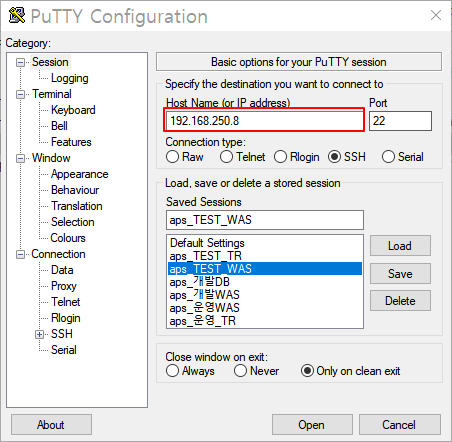 PuTTY Configuration
Category:
Session
Logging
Terminal
Keyboard
Bell
Features
Window
Appearance
Behaviour
Translation
Selection
Colours
Connection
Data
Proxy
Telnet
Rlogin
SSH
Serial
Basic options for your PuTTY session
Specify the destination you want to connect to
Host Name (or IP address) Port
192.168.250.8 22
Connection type:
Raw Telnet Rlogin SSH Serial
Load, save or delete a stored session
Saved Sessions
aps_TEST_WAS
Default Settings
aps_TEST_TR
aps_TEST_WAS
aps_개발DB
aps_개발WAS
aps_운영WAS
aps_운영_TR
Load
Save
Delete
Close window on exit:
Always Never Only on clean exit
About Open Cancel